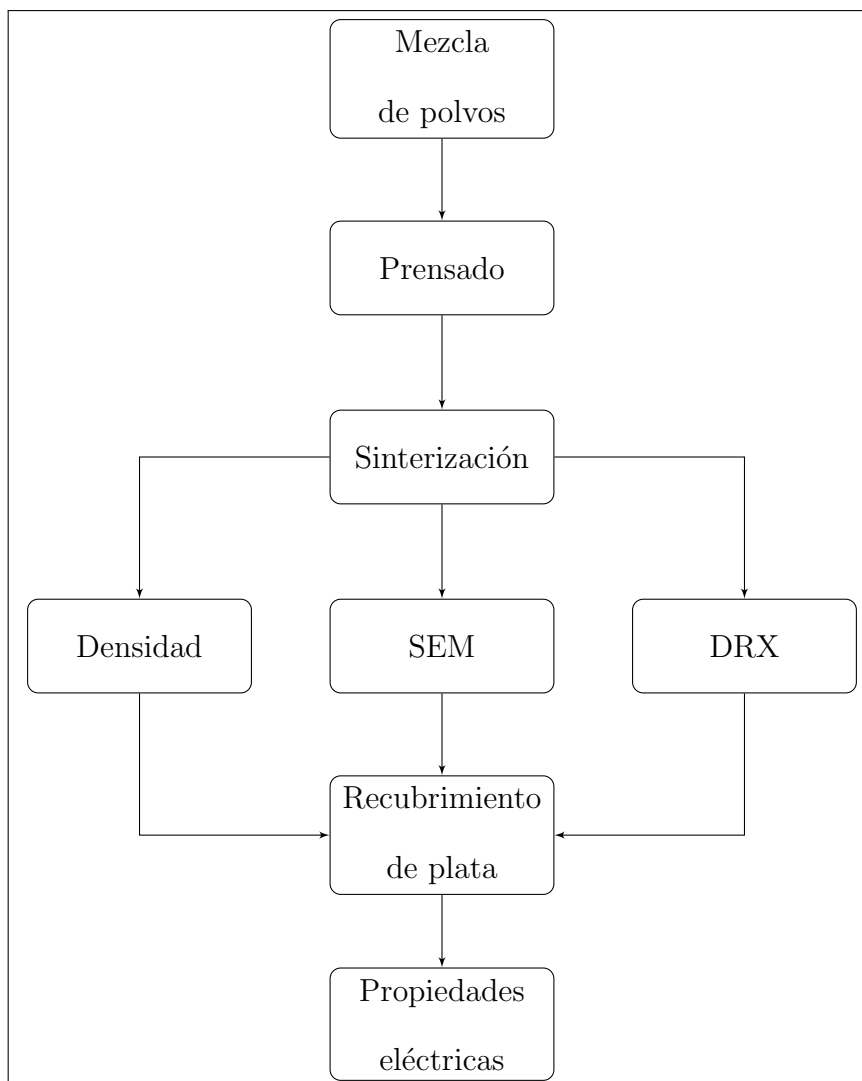 Mezcla
de polvos
Prensado
Sinterización
Densidad
SEM
DRX
Recubrimiento
de plata
Propiedades
eléctricas